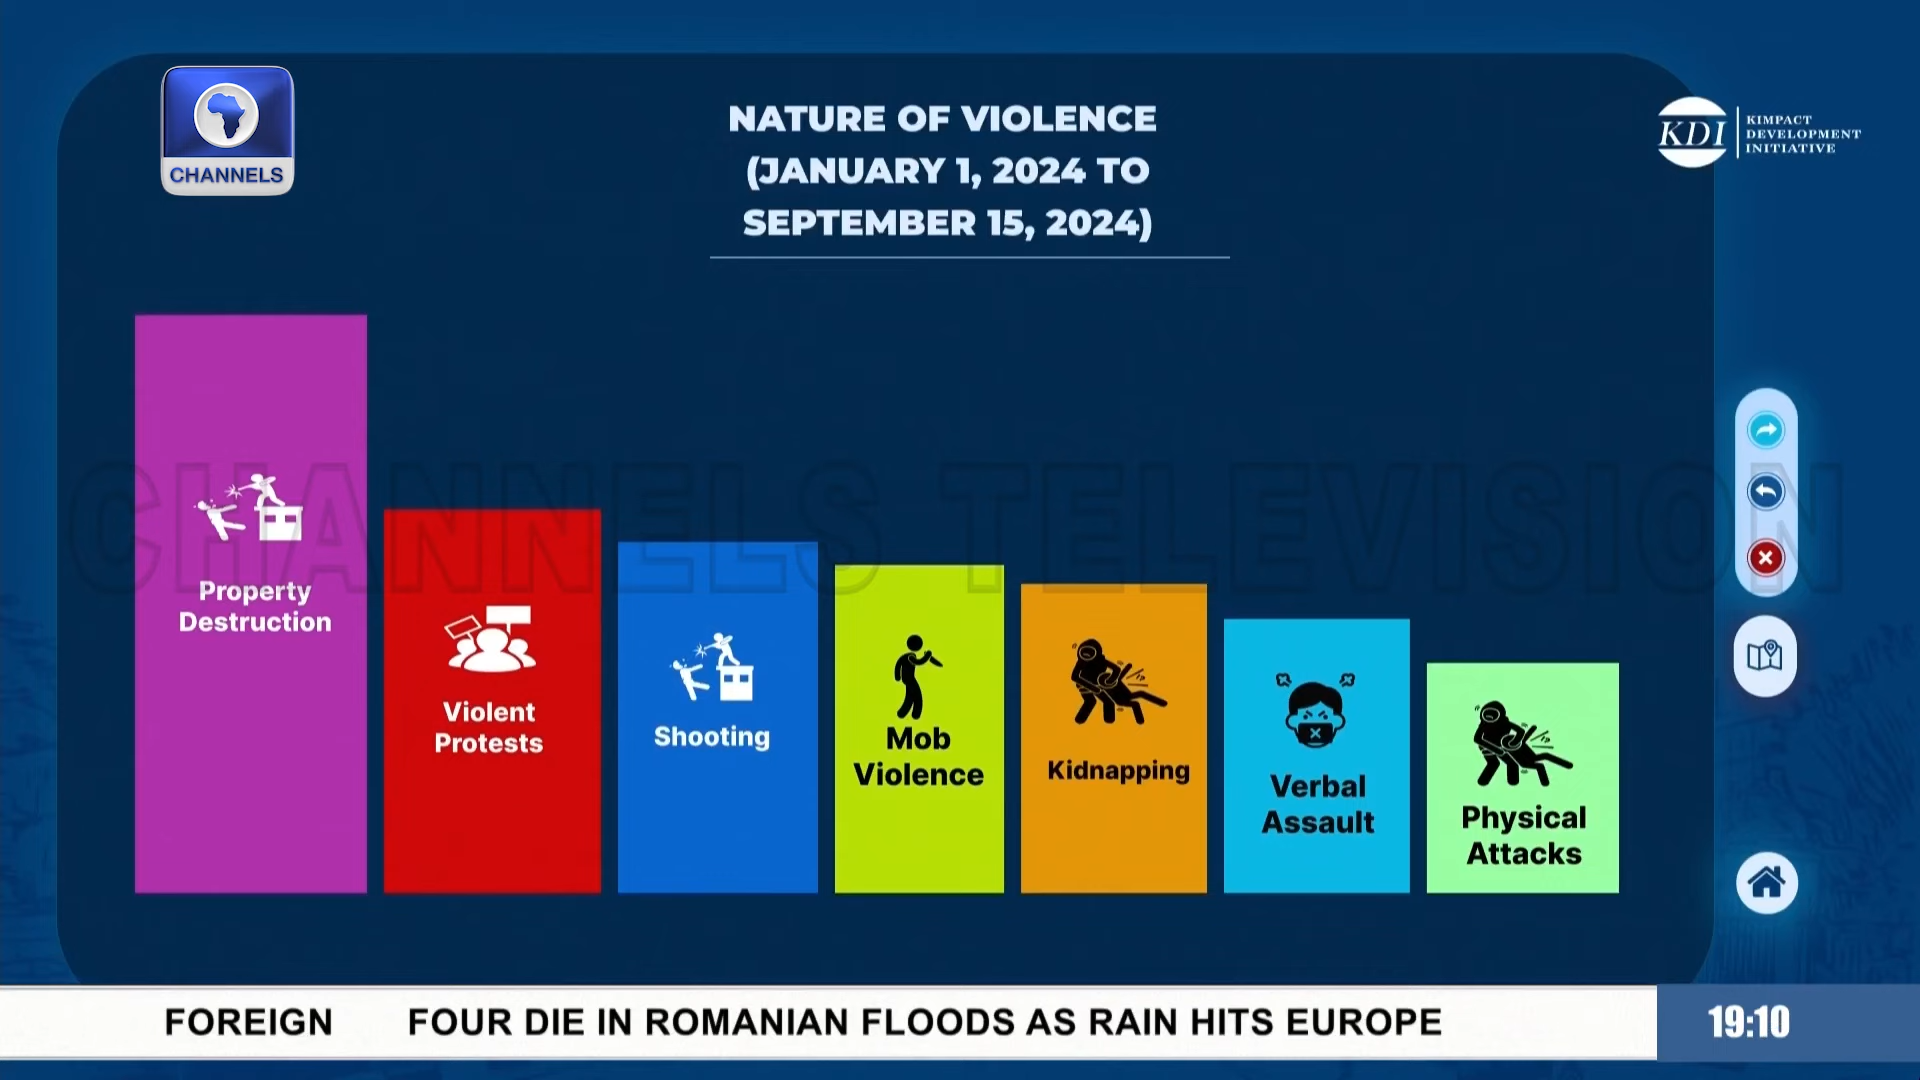 CHANNELS
NATURE OF VIOLENCE
(JANUARY 1, 2024 TO
SEPTEMBER 15, 2024)
KDI
KIMPACT
DEVELOPMENT
INITIATIVE
CHANNELS TELEVISION
Property
Destruction
Violent
Protests
Shooting
Mob
Violence
Kidnapping
Verbal
Assault
Physical
Attacks
FOREIGN FOUR DIE IN ROMANIAN FLOODS AS RAIN HITS EUROPE
19:10